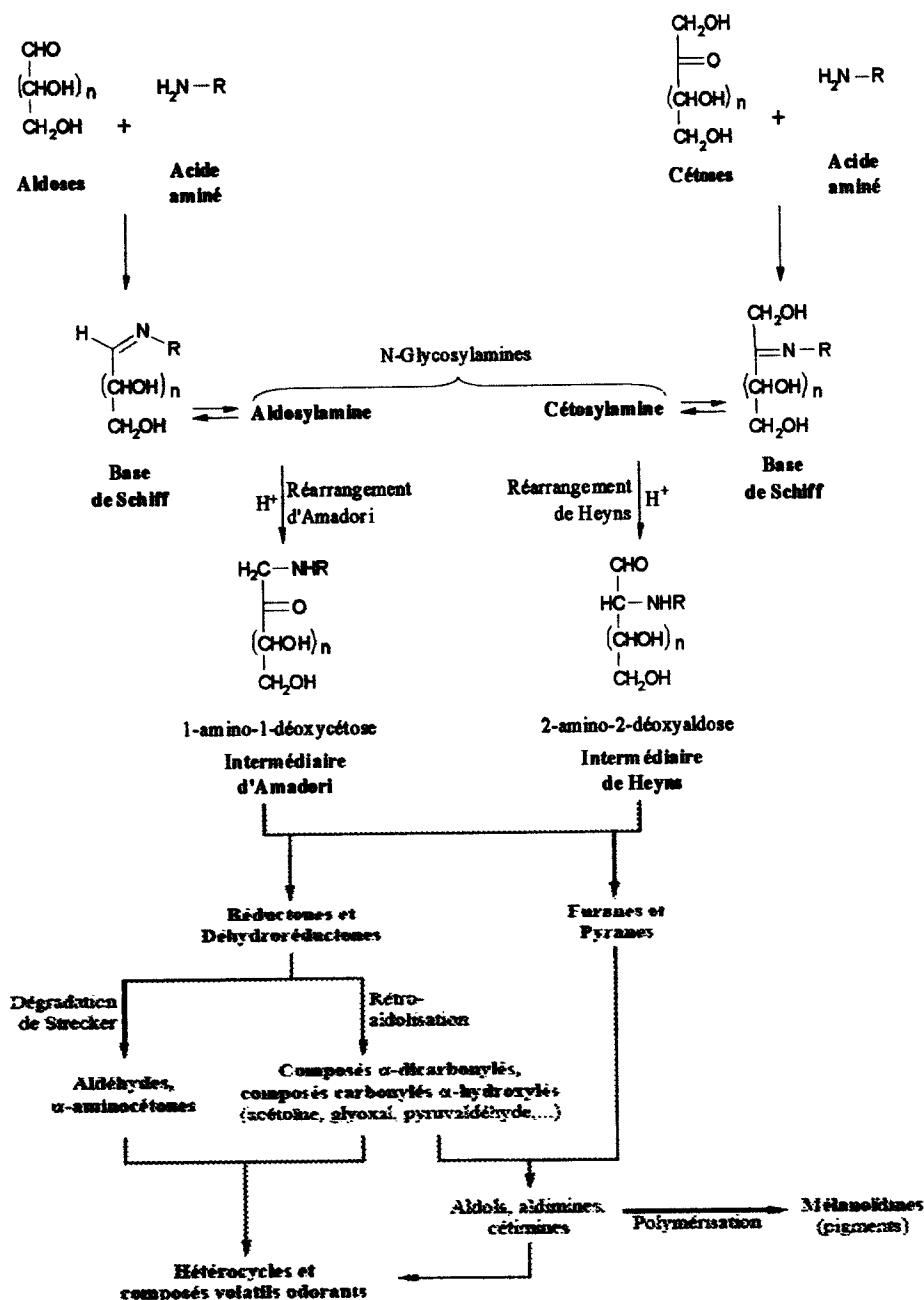 CHO
(CHOH)n
CH2OH
+
H2N-R
Aldoses
Acide
aminé
CH2OH
=O
(CHOH)n
CH2OH
+
H2N-R
Cétoses
Acide
aminé
H
N
R
(CHOH)n
CH2OH
Base
de Schiff
N-Glycosylamines
Aldosylamine
Cétosylamine
CH2OH
=N-R
(CHOH)n
CH2OH
Base
de Schiff
H+
Réarrangement
d'Amadori
Réarrangement
de Heyns
H+
H2C-NHR
=O
(CHOH)n
CH2OH
1-amino-1-déoxycétose
Intermédiaire
d'Amadori
CHO
HC-NHR
(CHOH)n
CH2OH
2-amino-2-déoxyaldose
Intermédiaire
de Heyns
Réductones et
Déhydroréductones
Furanes et
Pyranes
Dégradation
de Strecker
Rétro-
aldolisation
Aldéhydes,
α-aminocétones
Composés α-dicarbonylés,
composés carbonylés α-hydroxylés
(acétoïne, glyoxal, pyruvaldéhyde,...)
Aldols, aldimines,
cétimines
Polymérisation
Mélanoïdines
(pigments)
Hétérocycles et
composés volatils odorants